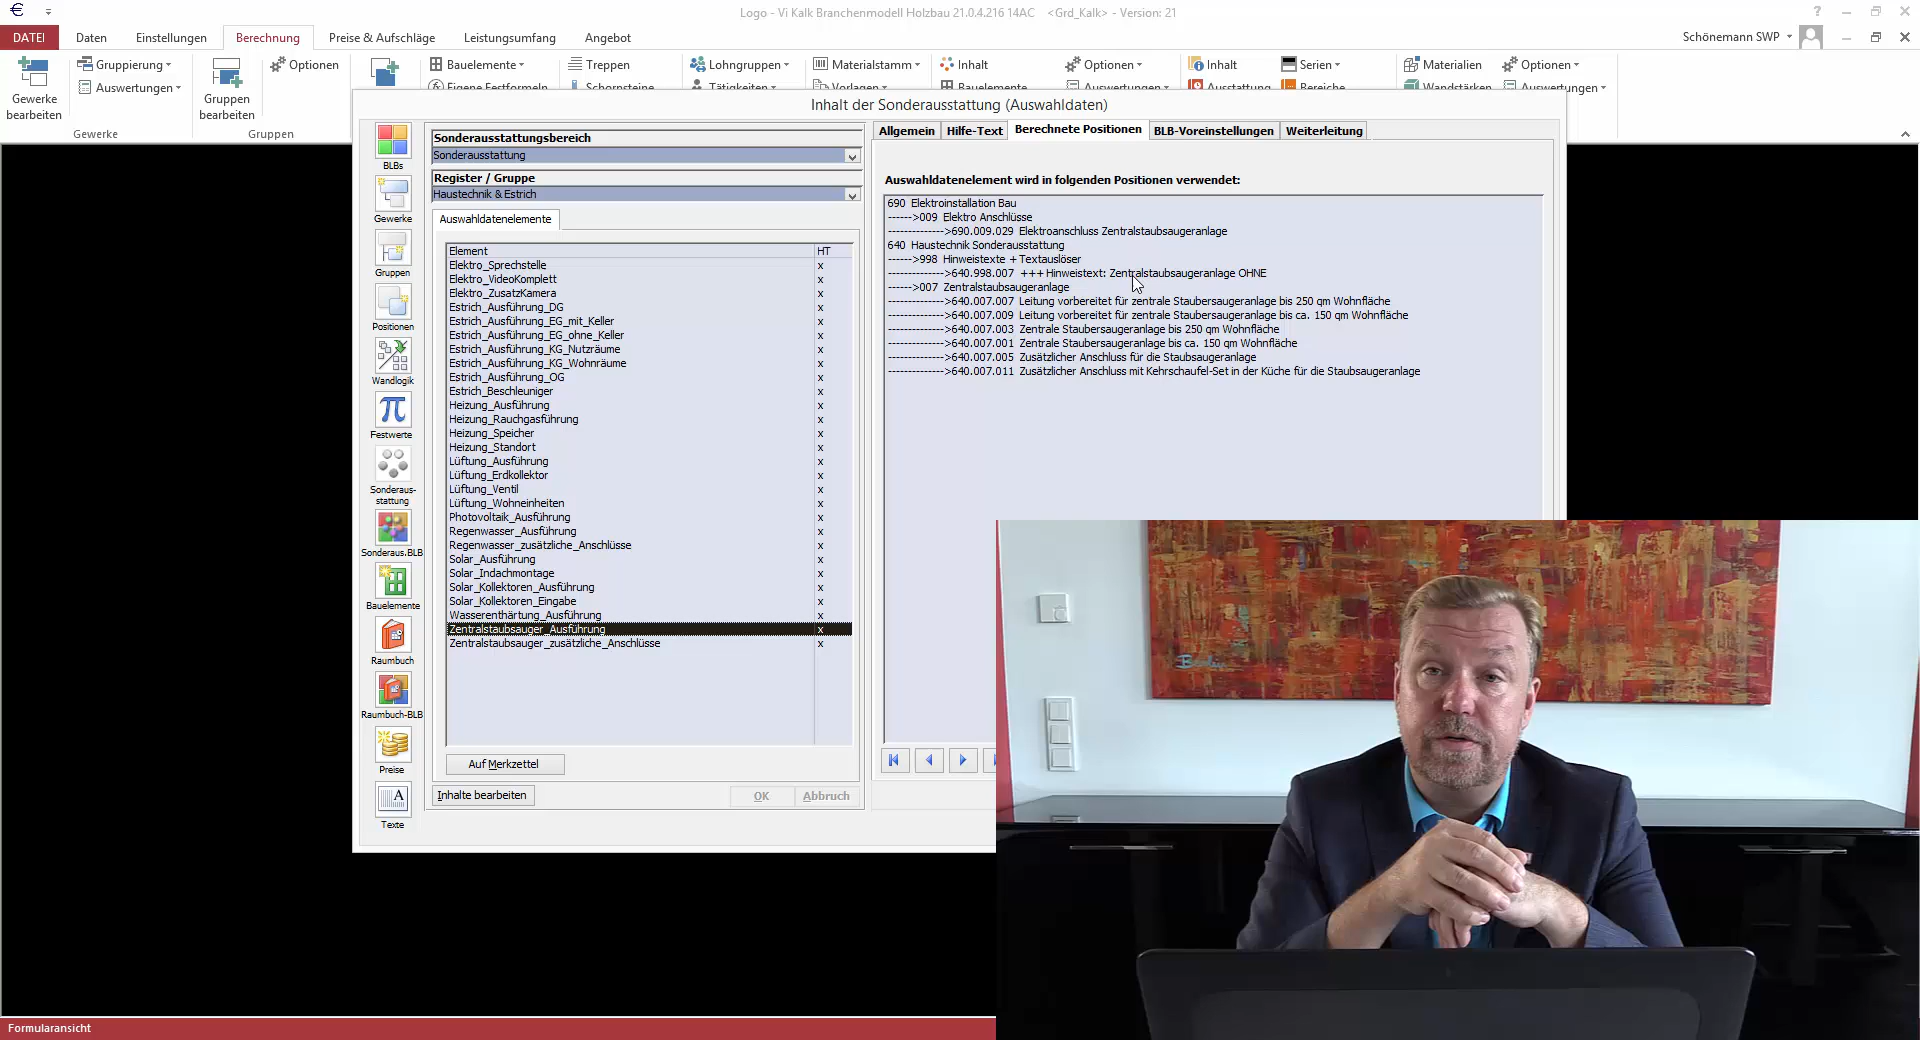 Logo - Vi Kalk Branchenmodell Holzbau 21.0.4.216 14AC <Grd_Kalk> - Version: 21
DATEI Daten Einstellungen Berechnung Preise & Aufschläge Leistungsumfang Angebot Schönemann SWP
Gruppierung Optionen Bauelemente Treppen Lohngruppen Materialstamm Inhalt Optionen Inhalt Serien Materialien Optionen
Gewerke bearbeiten Auswertungen Gruppen bearbeiten Eigene Festformeln Schornsteine Tätigkeiten Vorlagen Bauelemente Auswertungen Ausstattung Bereiche Wandstärken Auswertungen
Gewerke Gruppen
Inhalt der Sonderausstattung (Auswahldaten)
BLBs
Gewerke
Gruppen
Positionen
Wandlogik
Festwerte
Sonderaus-
stattung
Sonderaus.BLB
Bauelemente
Raumbuch
Raumbuch-BLB
Preise
Texte
Sonderausstattungsbereich
Sonderausstattung
Register / Gruppe
Haustechnik & Estrich
Auswahldatenelemente
Element HT
Elektro_Sprechstelle x
Elektro_VideoKomplett x
Elektro_ZusatzKamera x
Estrich_Ausführung_DG x
Estrich_Ausführung_EG_mit_Keller x
Estrich_Ausführung_EG_ohne_Keller x
Estrich_Ausführung_KG_Nutzräume x
Estrich_Ausführung_KG_Wohnräume x
Estrich_Ausführung_OG x
Estrich_Beschleuniger x
Heizung_Ausführung x
Heizung_Rauchgasführung x
Heizung_Speicher x
Heizung_Standort x
Lüftung_Ausführung x
Lüftung_Erdkollektor x
Lüftung_Ventil x
Lüftung_Wohneinheiten x
Photovoltaik_Ausführung x
Regenwasser_Ausführung x
Regenwasser_zusätzliche_Anschlüsse x
Solar_Ausführung x
Solar_Indachmontage x
Solar_Kollektoren_Ausführung x
Solar_Kollektoren_Eingabe x
Wasserenthärtung_Ausführung x
Zentralstaubsauger_Ausführung x
Zentralstaubsauger_zusätzliche_Anschlüsse x
Auf Merkzettel
Inhalte bearbeiten OK Abbruch
Allgemein Hilfe-Text Berechnete Positionen BLB-Voreinstellungen Weiterleitung
Auswahldatenelement wird in folgenden Positionen verwendet:
690 Elektroinstallation Bau
------>009 Elektro Anschlüsse
-------------->690.009.029 Elektroanschluss Zentralstaubsaugeranlage
640 Haustechnik Sonderausstattung
------>998 Hinweistexte + Textauslöser
-------------->640.998.007 +++ Hinweistext: Zentralstaubsaugeranlage OHNE
------>007 Zentralstaubsaugeranlage
-------------->640.007.007 Leitung vorbereitet für zentrale Staubersaugeranlage bis 250 qm Wohnfläche
-------------->640.007.009 Leitung vorbereitet für zentrale Staubersaugeranlage bis ca. 150 qm Wohnfläche
-------------->640.007.003 Zentrale Staubersaugeranlage bis 250 qm Wohnfläche
-------------->640.007.001 Zentrale Staubersaugeranlage bis ca. 150 qm Wohnfläche
-------------->640.007.005 Zusätzlicher Anschluss für die Staubsaugeranlage
-------------->640.007.011 Zusätzlicher Anschluss mit Kehrschaufel-Set in der Küche für die Staubsaugeranlage
Formularansicht